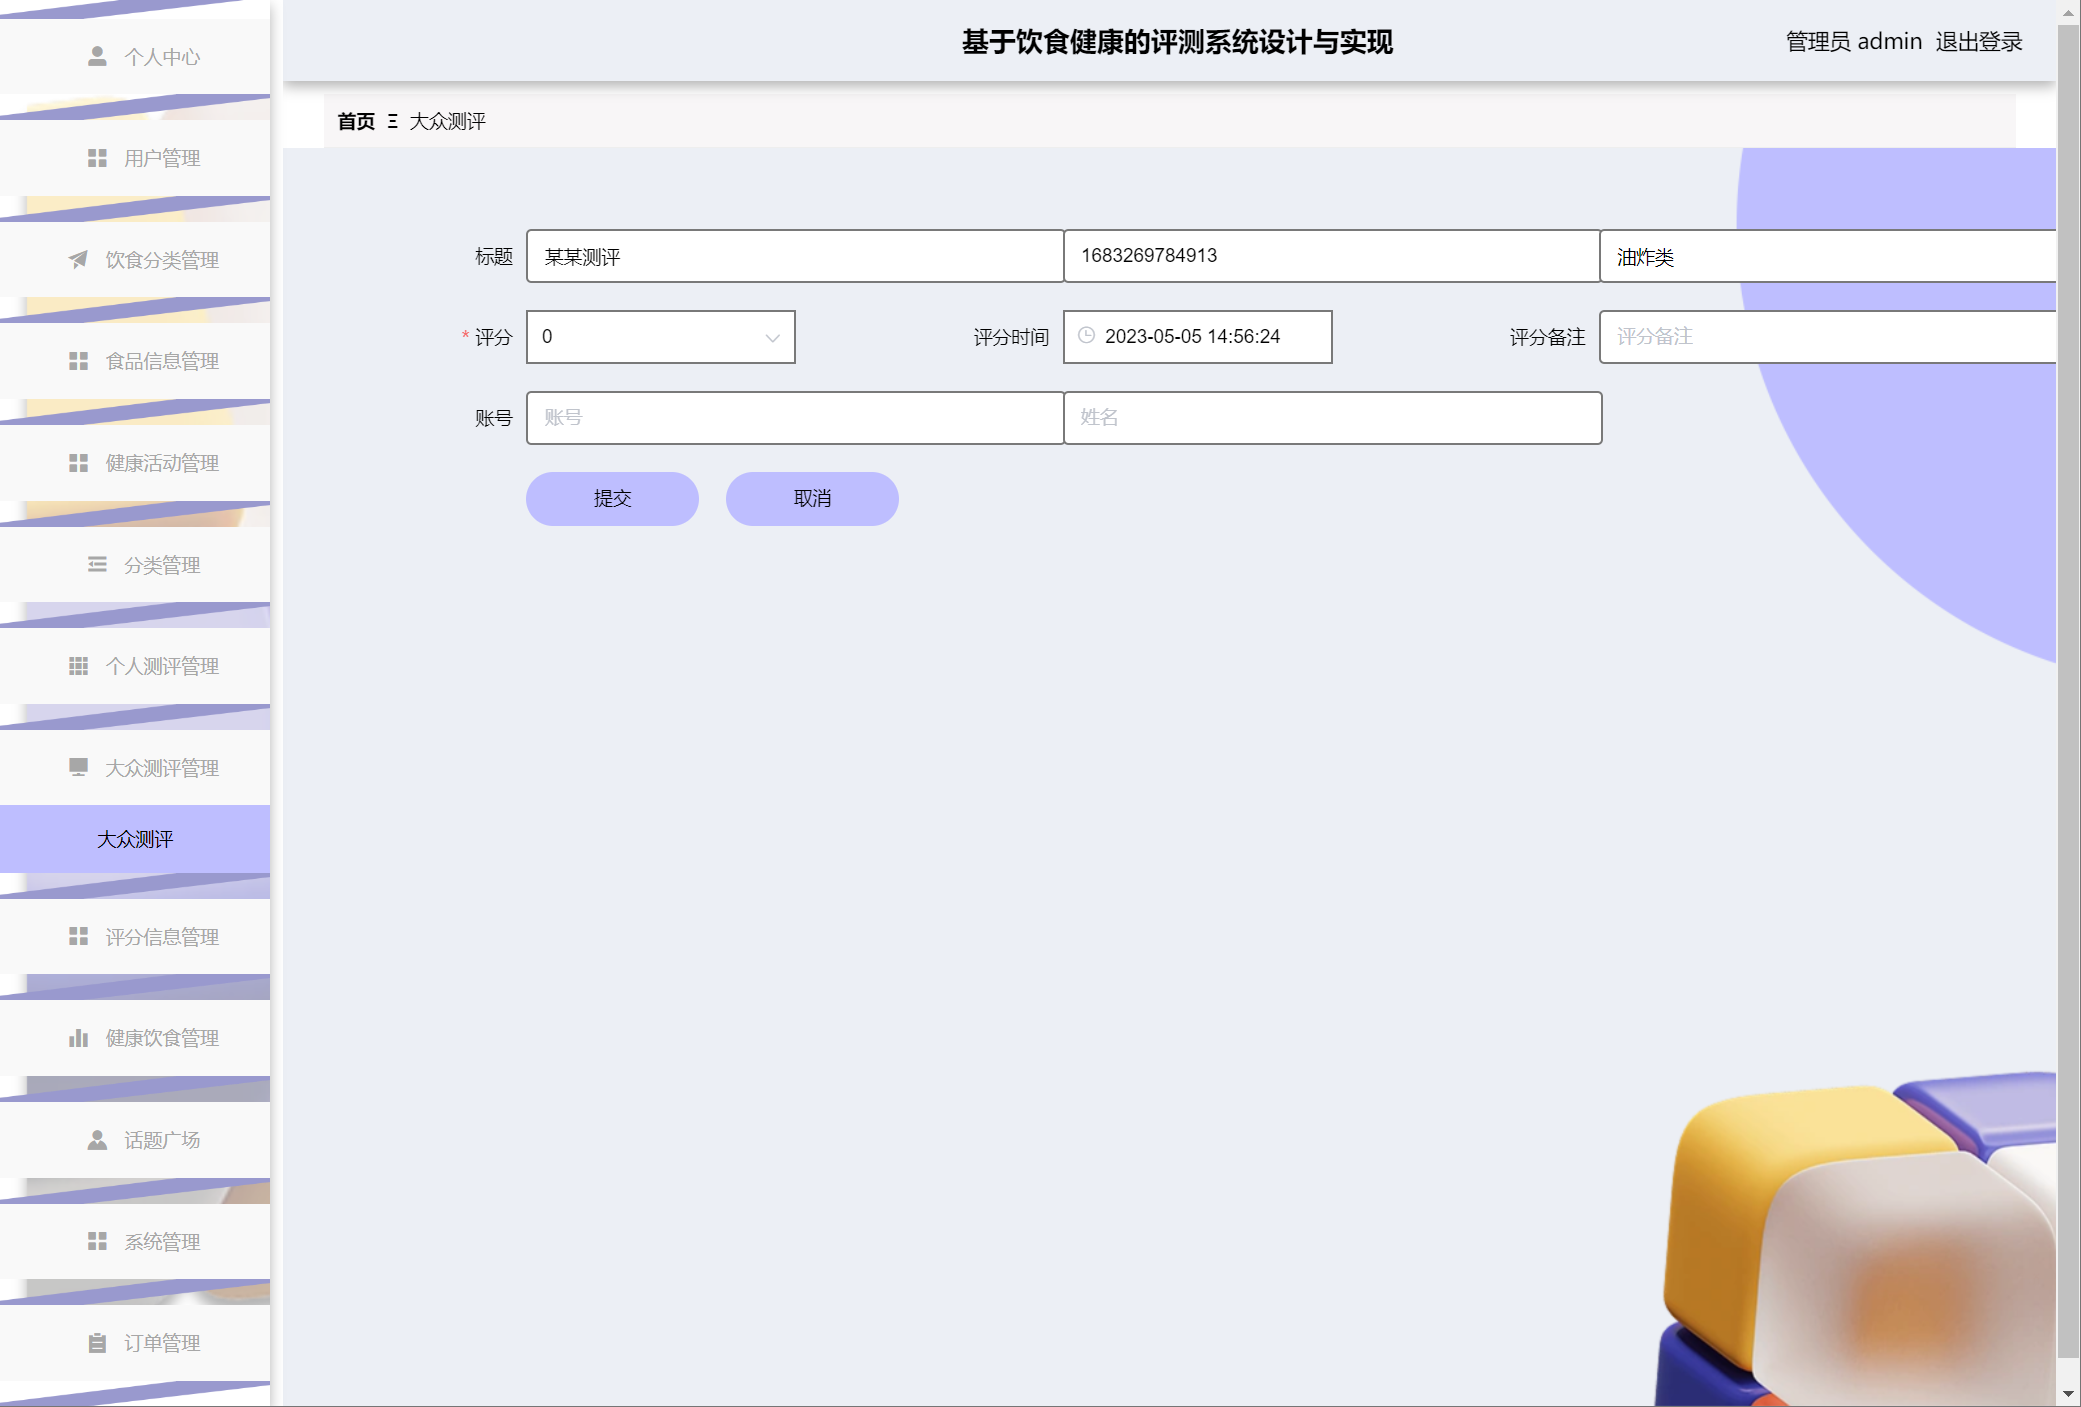 基于饮食健康的评测系统设计与实现
管理员 admin 退出登录
首页 Ξ 大众测评
个人中心
用户管理
饮食分类管理
食品信息管理
健康活动管理
分类管理
个人测评管理
大众测评管理
大众测评
评分信息管理
健康饮食管理
话题广场
系统管理
订单管理
标题 某某测评 1683269784913 油炸类
* 评分 0 评分时间 2023-05-05 14:56:24 评分备注 评分备注
账号 账号 姓名
提交 取消